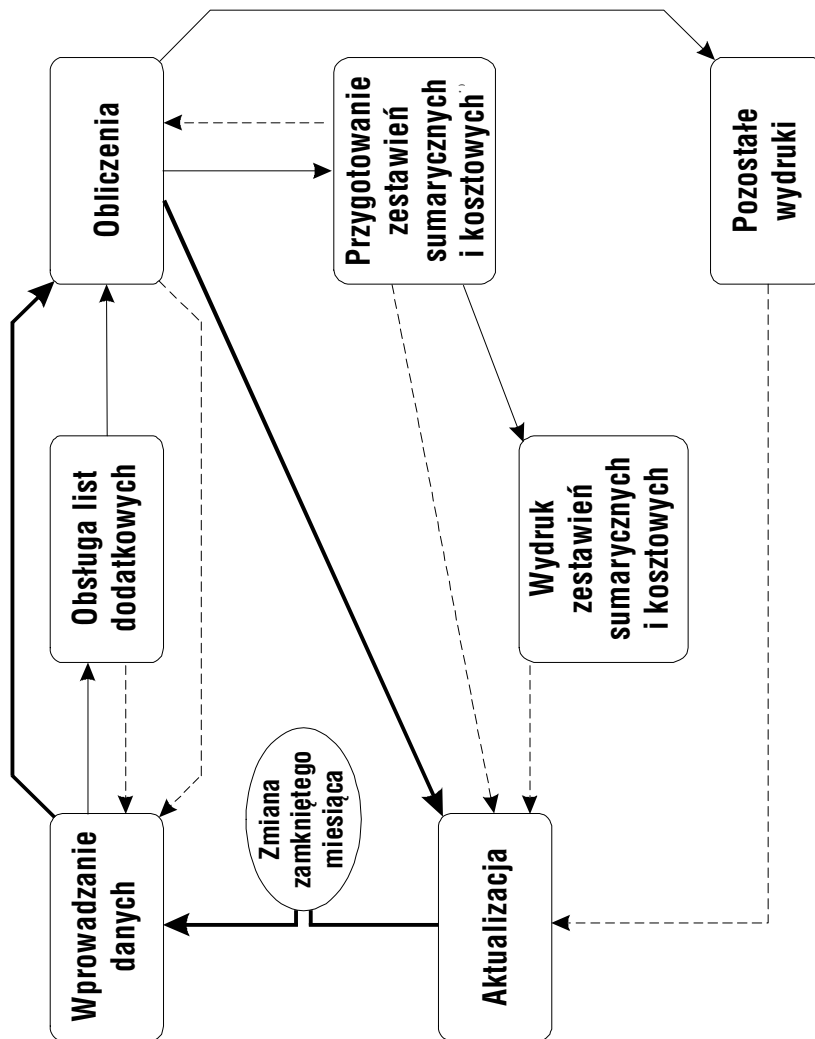 Wprowadzanie
danych
Obsługa list
dodatkowych
Obliczenia
Zmiana
zamkniętego
miesiąca
Przygotowanie
zestawień
sumarycznych
i kosztowych
Aktualizacja
Wydruk
zestawień
sumarycznych
i kosztowych
Pozostałe
wydruki